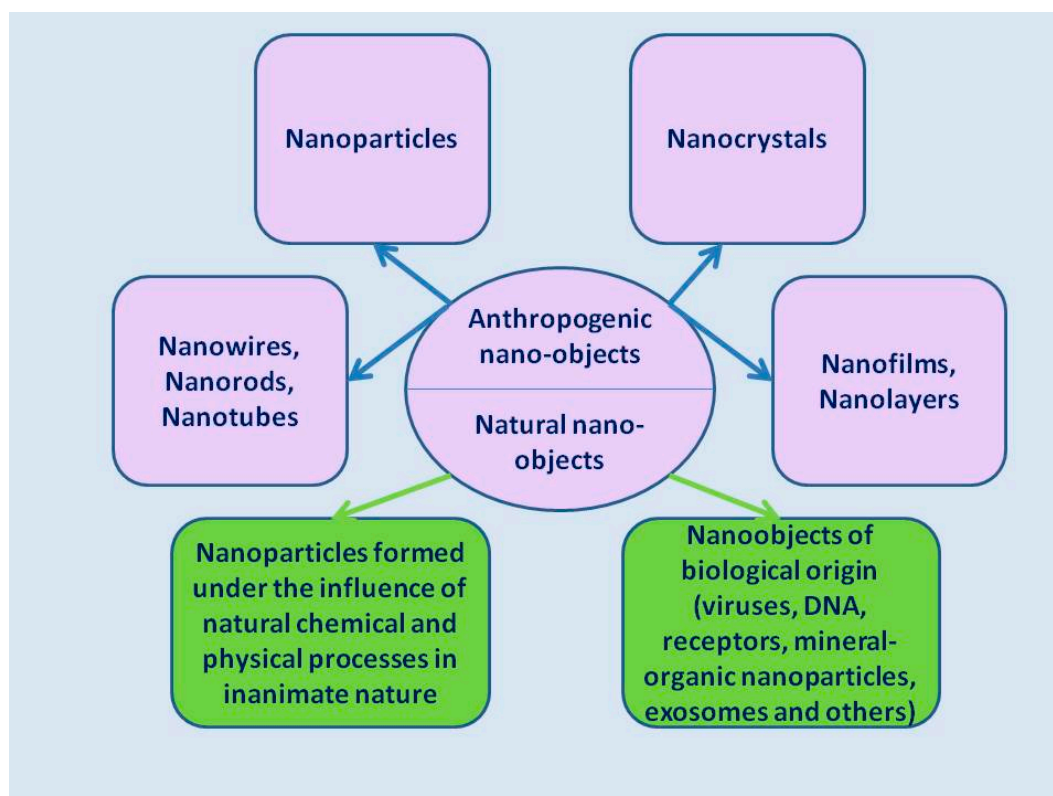 Nanoparticles
Nanocrystals
Anthropogenic
nano-objects
Nanowires,
Nanorods,
Nanotubes
Nanofilms,
Nanolayers
Natural nano-
objects
Nanoparticles formed
under the influence of
natural chemical and
physical processes in
inanimate nature
Nanoobjects of
biological origin
(viruses, DNA,
receptors, mineral-
organic nanoparticles,
exosomes and others)